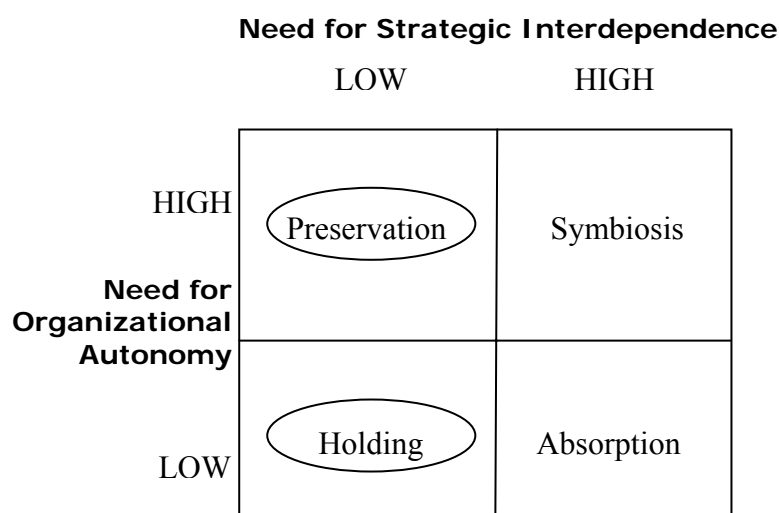 Need for Strategic Interdependence
LOW HIGH
HIGH
Preservation Symbiosis
Need for
Organizational
Autonomy
Holding Absorption
LOW